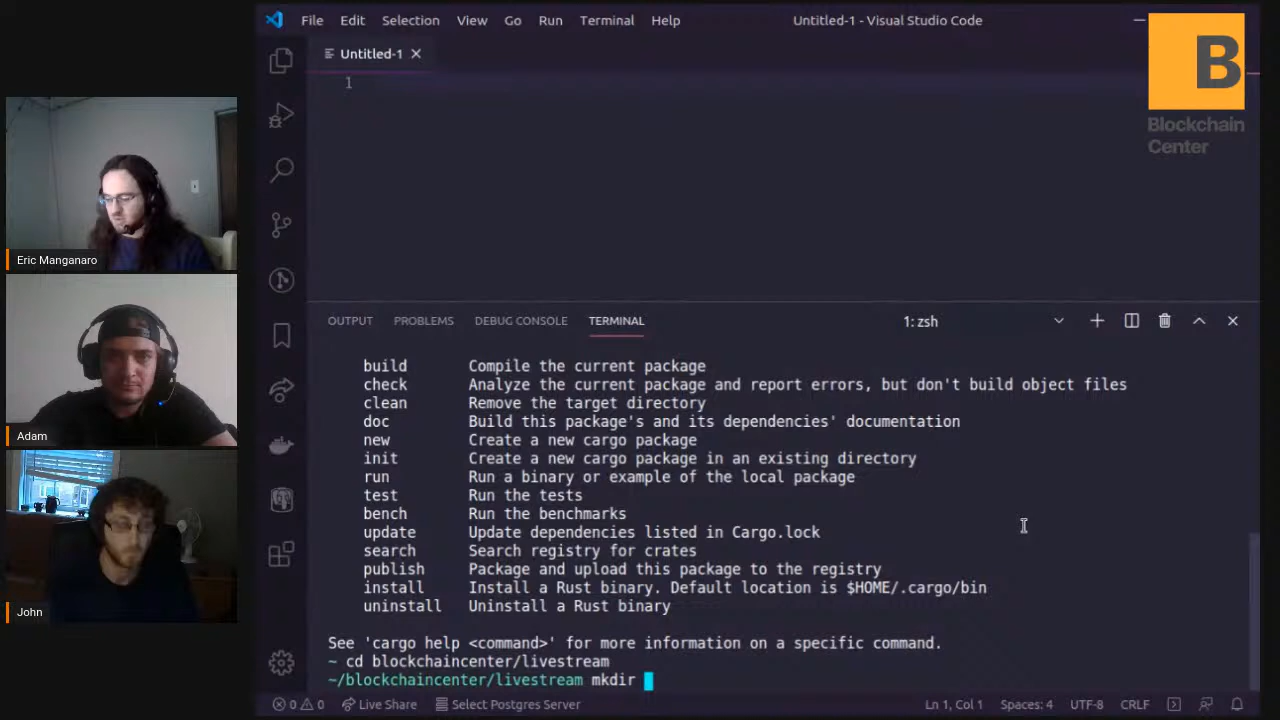 File Edit Selection View Go Run Terminal Help Untitled-1 - Visual Studio Code
Untitled-1
1
B
Blockchain
Center
Eric Manganaro
Adam
John
OUTPUT PROBLEMS DEBUG CONSOLE TERMINAL 1: zsh
build Compile the current package
check Analyze the current package and report errors, but don't build object files
clean Remove the target directory
doc Build this package's and its dependencies' documentation
new Create a new cargo package
init Create a new cargo package in an existing directory
run Run a binary or example of the local package
test Run the tests
bench Run the benchmarks
update Update dependencies listed in Cargo.lock
search Search registry for crates
publish Package and upload this package to the registry
install Install a Rust binary. Default location is $HOME/.cargo/bin
uninstall Uninstall a Rust binary
See 'cargo help <command>' for more information on a specific command.
~ cd blockchaincenter/livestream
~/blockchaincenter/livestream mkdir
0 0 Live Share Select Postgres Server Ln 1, Col 1 Spaces: 4 UTF-8 CRLF